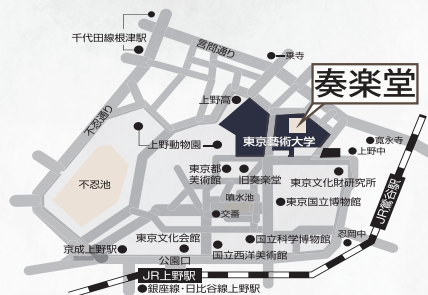 千代田線根津駅
言問通り
東寺
奏楽堂
不忍通り
上野高
上野動物園
東京藝術大学
寛永寺
上野中
東京都
美術館
旧奏楽堂
東京文化財研究所
不忍池
噴水池
交番
東京国立博物館
JR鶯谷駅
京成上野駅
東京文化会館
公園口
国立科学博物館
国立西洋美術館
忍岡中
JR上野駅
銀座線・日比谷線上野駅